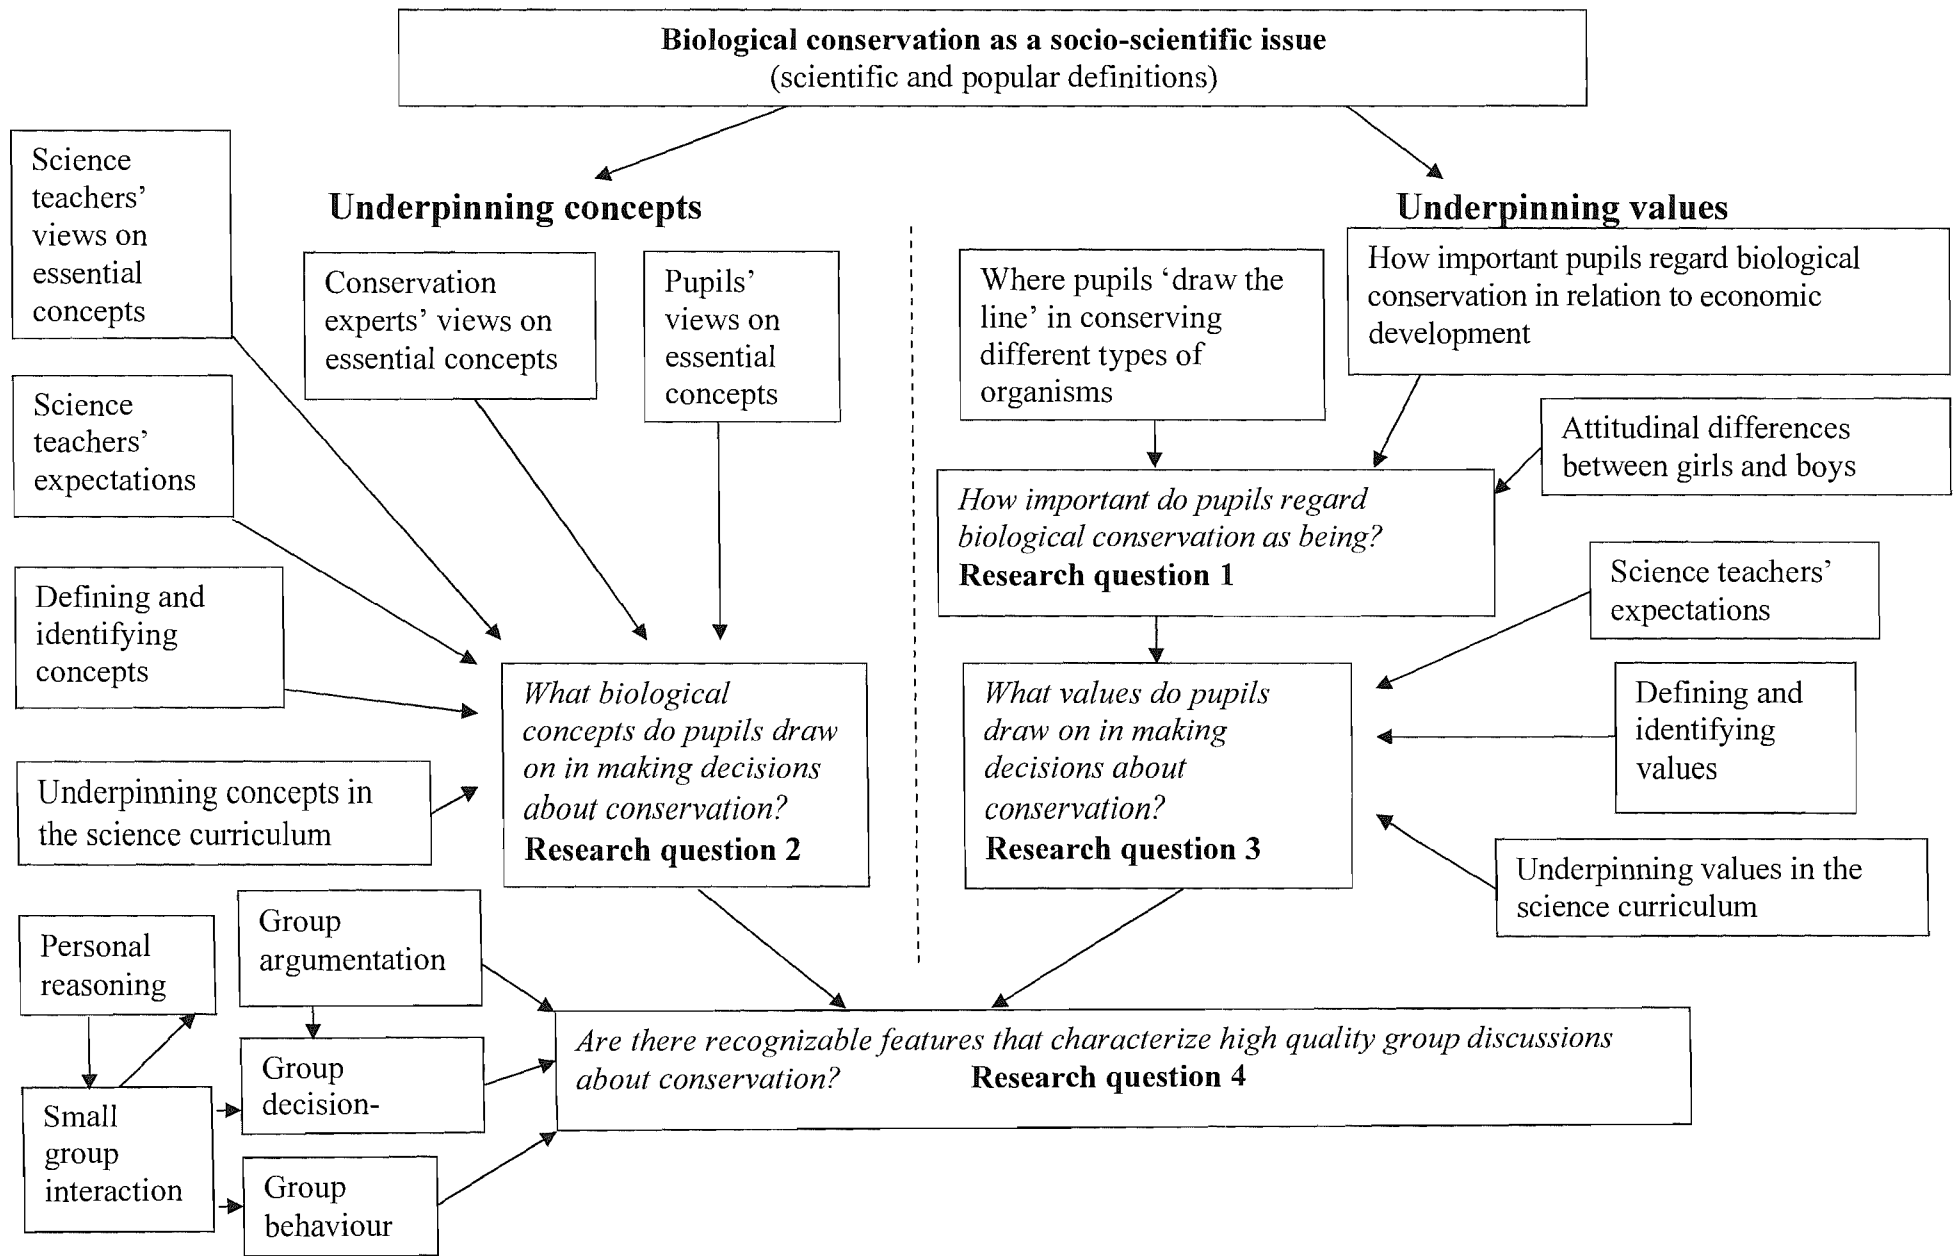 Biological conservation as a socio-scientific issue
(scientific and popular definitions)
Underpinning concepts
Science
teachers’
views on
essential
concepts
Conservation
experts’ views on
essential concepts
Pupils’
views on
essential
concepts
Science
teachers’
expectations
Defining and
identifying
concepts
Underpinning concepts in
the science curriculum
What biological
concepts do pupils draw
on in making decisions
about conservation?
Research question 2
Underpinning values
Where pupils ‘draw the
line’ in conserving
different types of
organisms
How important pupils regard biological
conservation in relation to economic
development
Attitudinal differences
between girls and boys
How important do pupils regard
biological conservation as being?
Research question 1
Science teachers’
expectations
Defining and
identifying
values
What values do pupils
draw on in making
decisions about
conservation?
Research question 3
Underpinning values in the
science curriculum
Personal
reasoning
Group
argumentation
Small
group
interaction
Group
decision-
Group
behaviour
Are there recognizable features that characterize high quality group discussions
about conservation? Research question 4